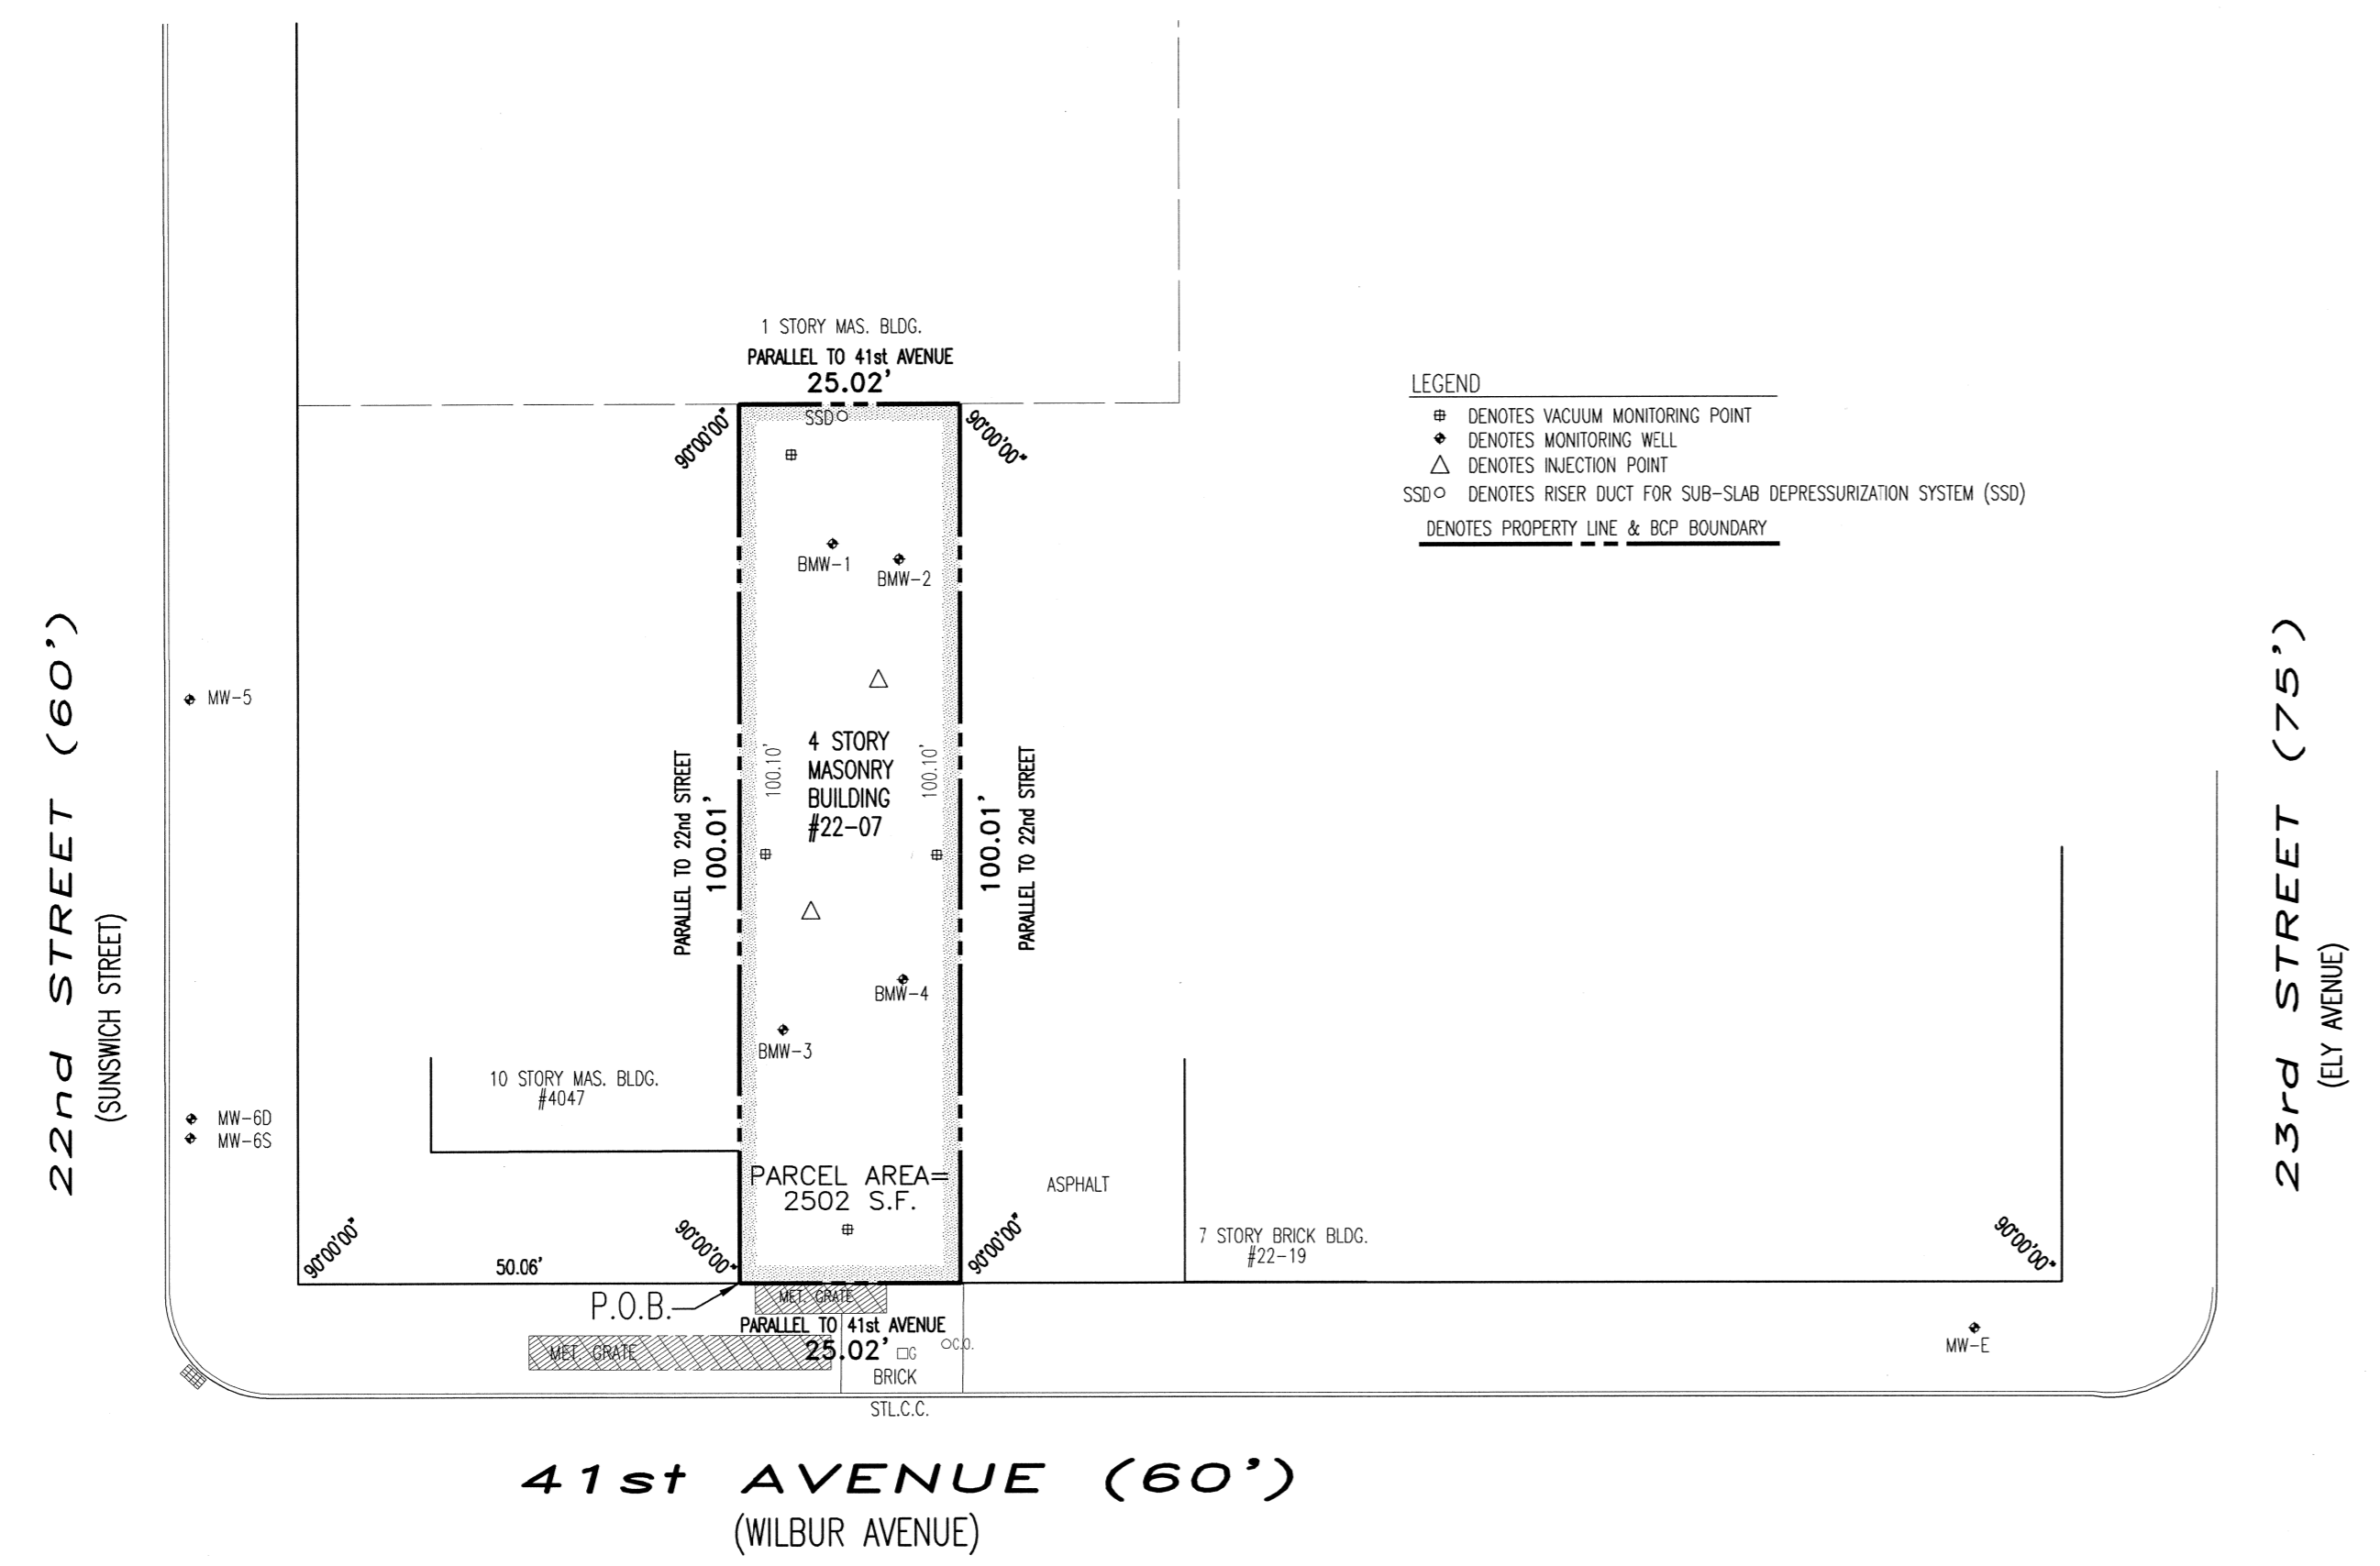 1 STORY MAS. BLDG.
PARALLEL TO 41st AVENUE
25.02'
SSD
90°00'00"
90°00'00"
LEGEND
DENOTES VACUUM MONITORING POINT
DENOTES MONITORING WELL
DENOTES INJECTION POINT
SSD DENOTES RISER DUCT FOR SUB-SLAB DEPRESSURIZATION SYSTEM (SSD)
DENOTES PROPERTY LINE & BCP BOUNDARY
BMW-1
BMW-2
MW-5
22nd STREET (60')
(SUNSWICH STREET)
PARALLEL TO 22nd STREET
100.01'
100.10'
4 STORY
MASONRY
BUILDING
#22-07
100.10'
100.01'
PARALLEL TO 22nd STREET
23rd STREET (75')
(ELY AVENUE)
BMW-4
BMW-3
10 STORY MAS. BLDG.
#4047
MW-6D
MW-6S
PARCEL AREA=
2502 S.F.
ASPHALT
7 STORY BRICK BLDG.
#22-19
90°00'00"
50.06'
90°00'00"
90°00'00"
90°00'00"
P.O.B.
MET. GRATE
PARALLEL TO 41st AVENUE
25.02'
MET. GRATE
G
C.O.
BRICK
STL.C.C.
MW-E
41st AVENUE (60')
(WILBUR AVENUE)